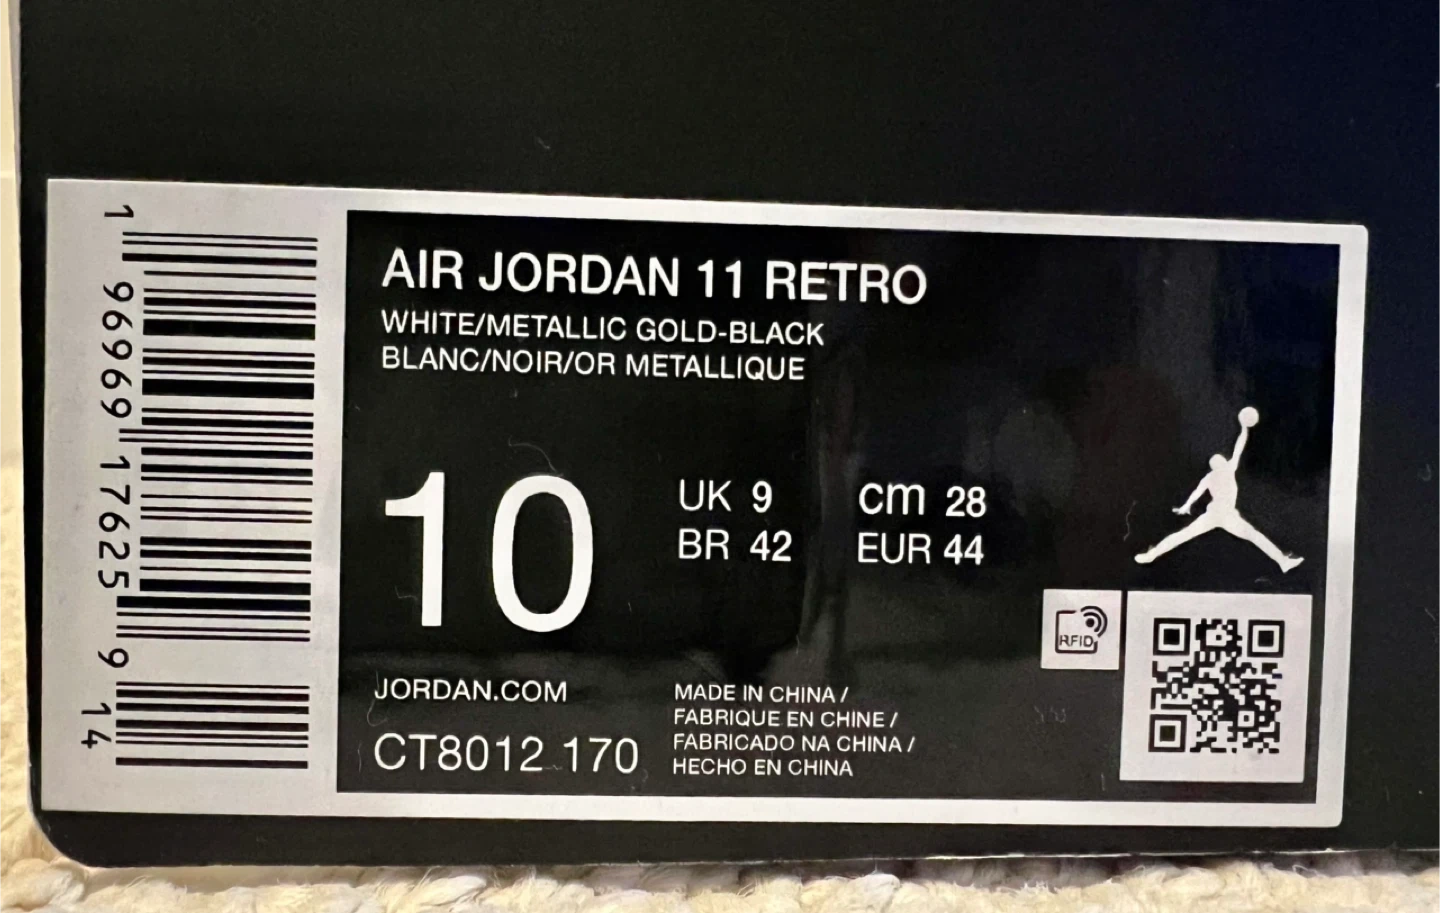 AIR JORDAN 11 RETRO
WHITE/METALLIC GOLD-BLACK
BLANC/NOIR/OR METALLIQUE
10
UK 9
cm 28
BR 42
EUR 44
RFID
JORDAN.COM
CT8012 170
MADE IN CHINA /
FABRIQUE EN CHINE /
FABRICADO NA CHINA /
HECHO EN CHINA
1 96969 17625 9 14